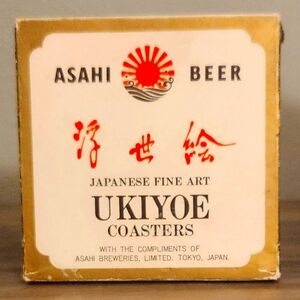 ASAHI BEER
浮世絵
JAPANESE FINE ART
UKIYOE
COASTERS
WITH THE COMPLIMENTS OF
ASAHI BREWERIES, LIMITED. TOKYO, JAPAN.